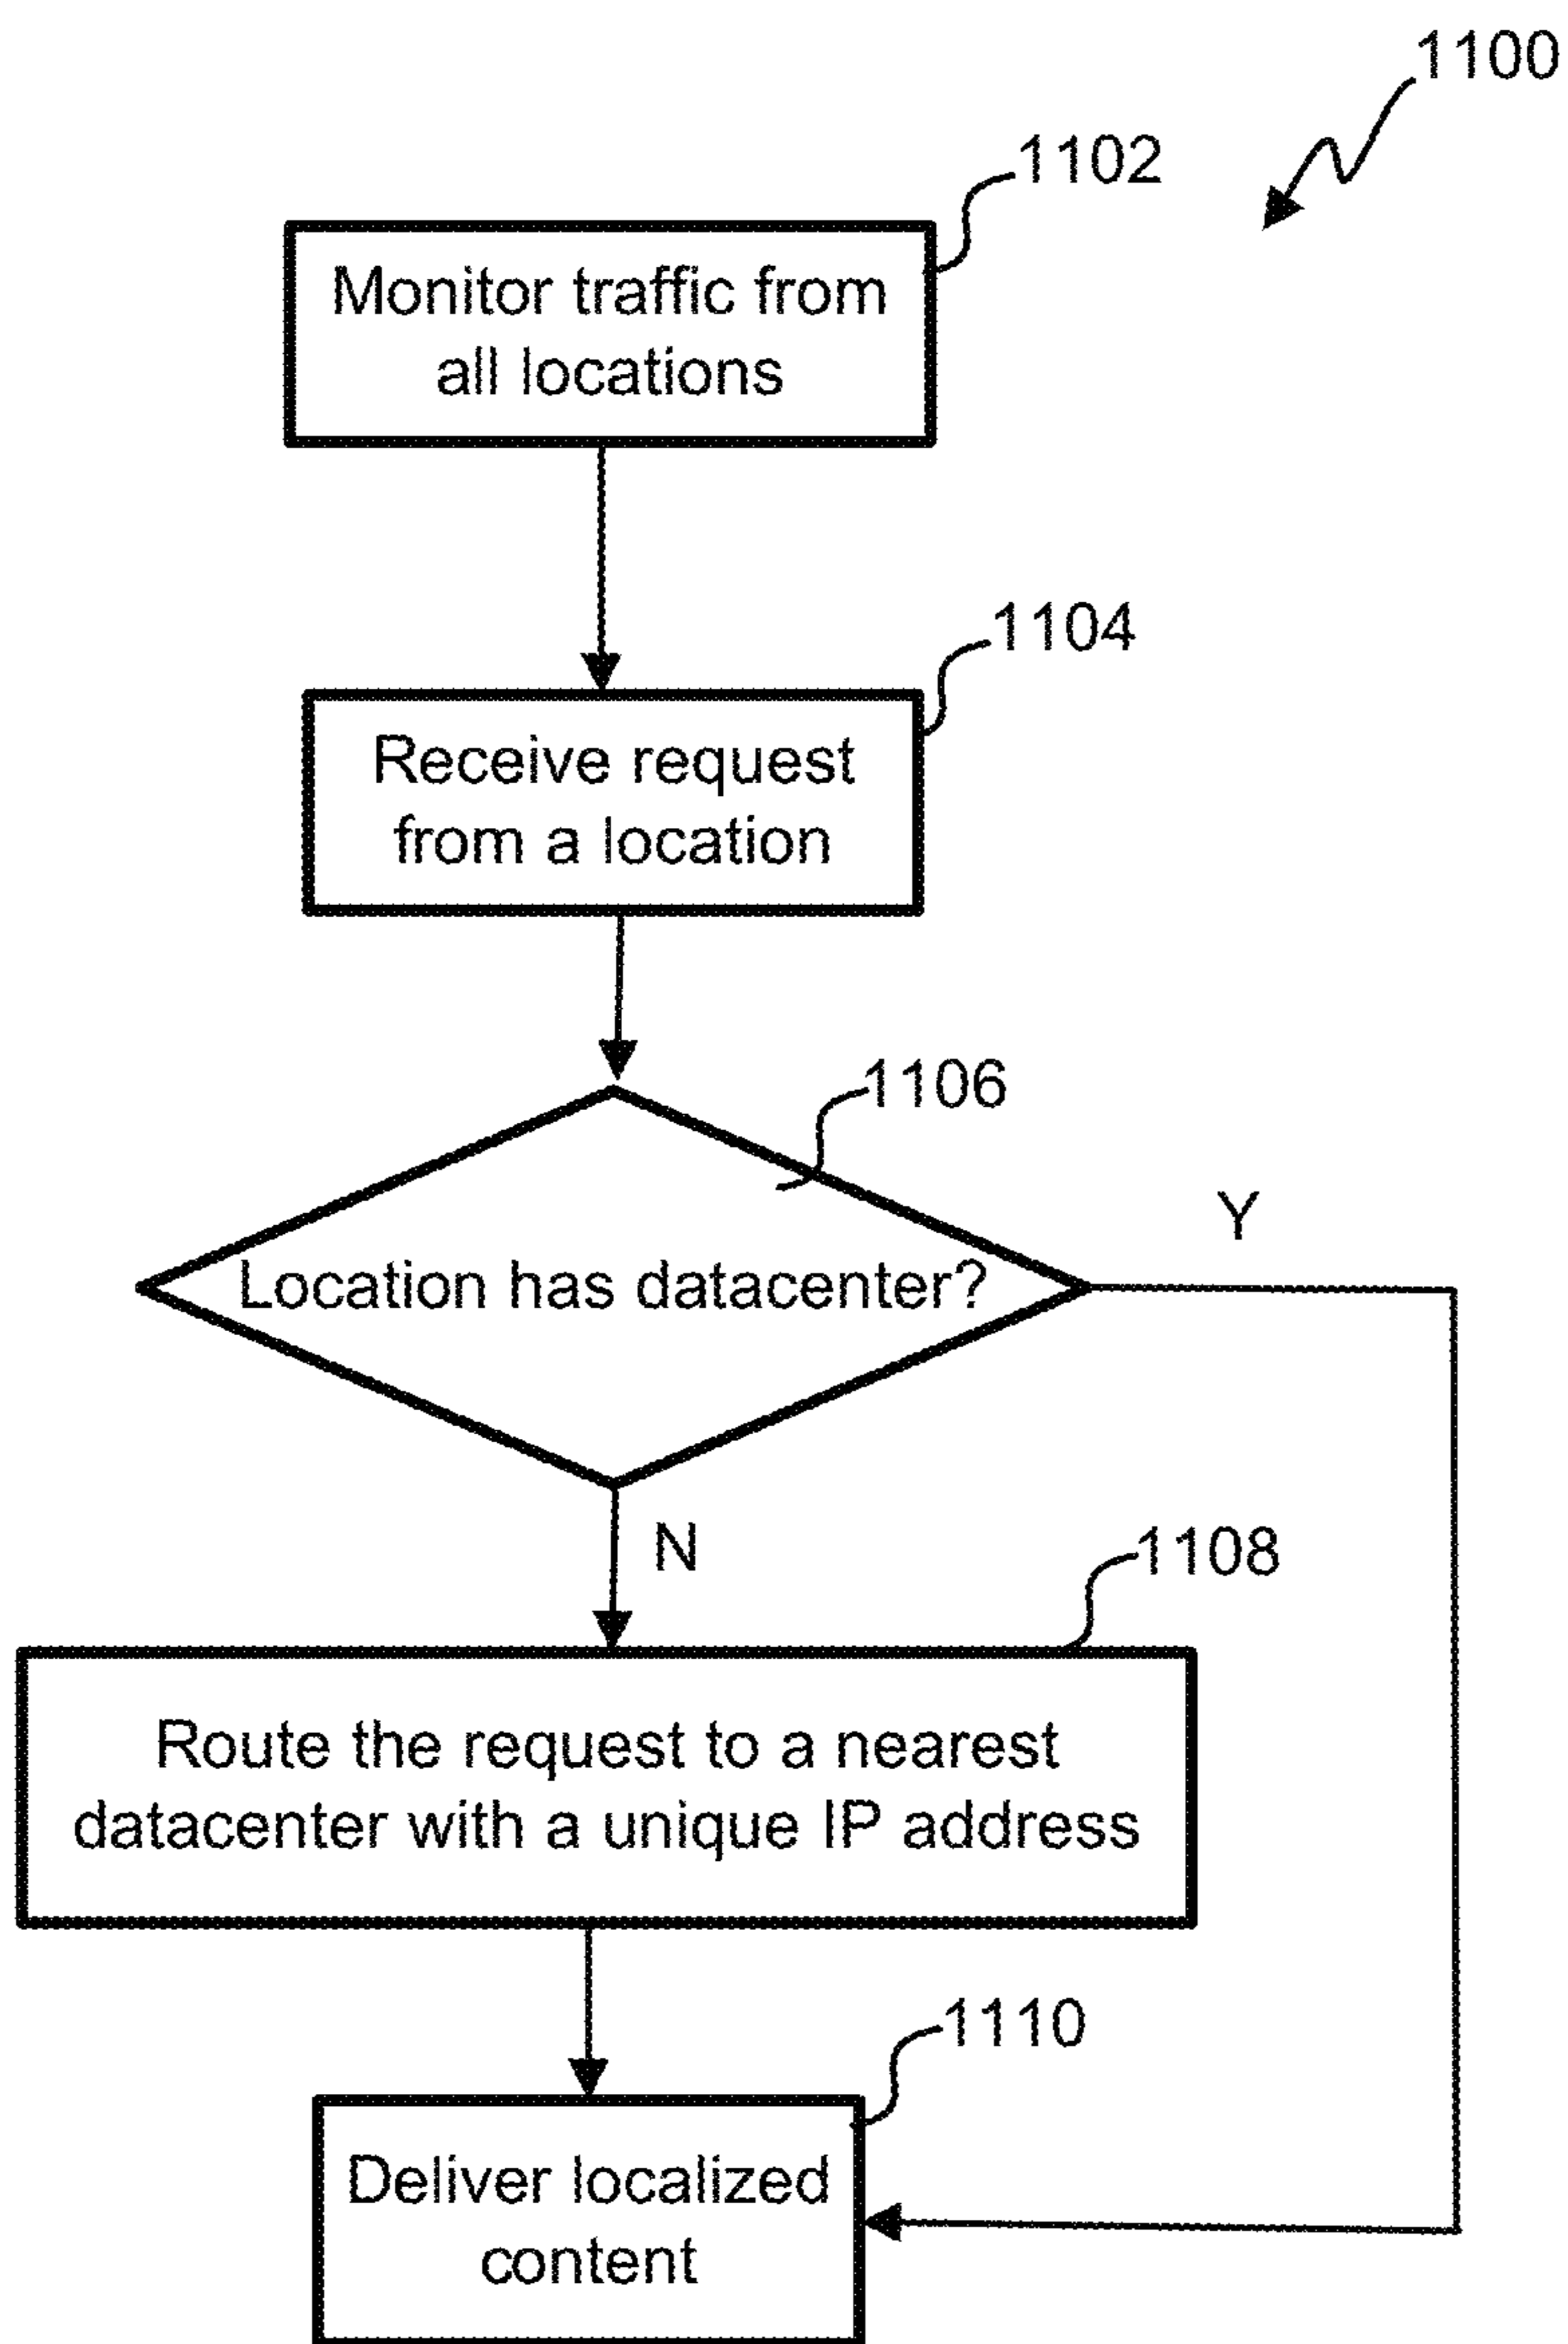 1100
1102
Monitor traffic from
all locations
1104
Receive request
from a location
1106
Location has datacenter?
Y
N
1108
Route the request to a nearest
datacenter with a unique IP address
1110
Deliver localized
content